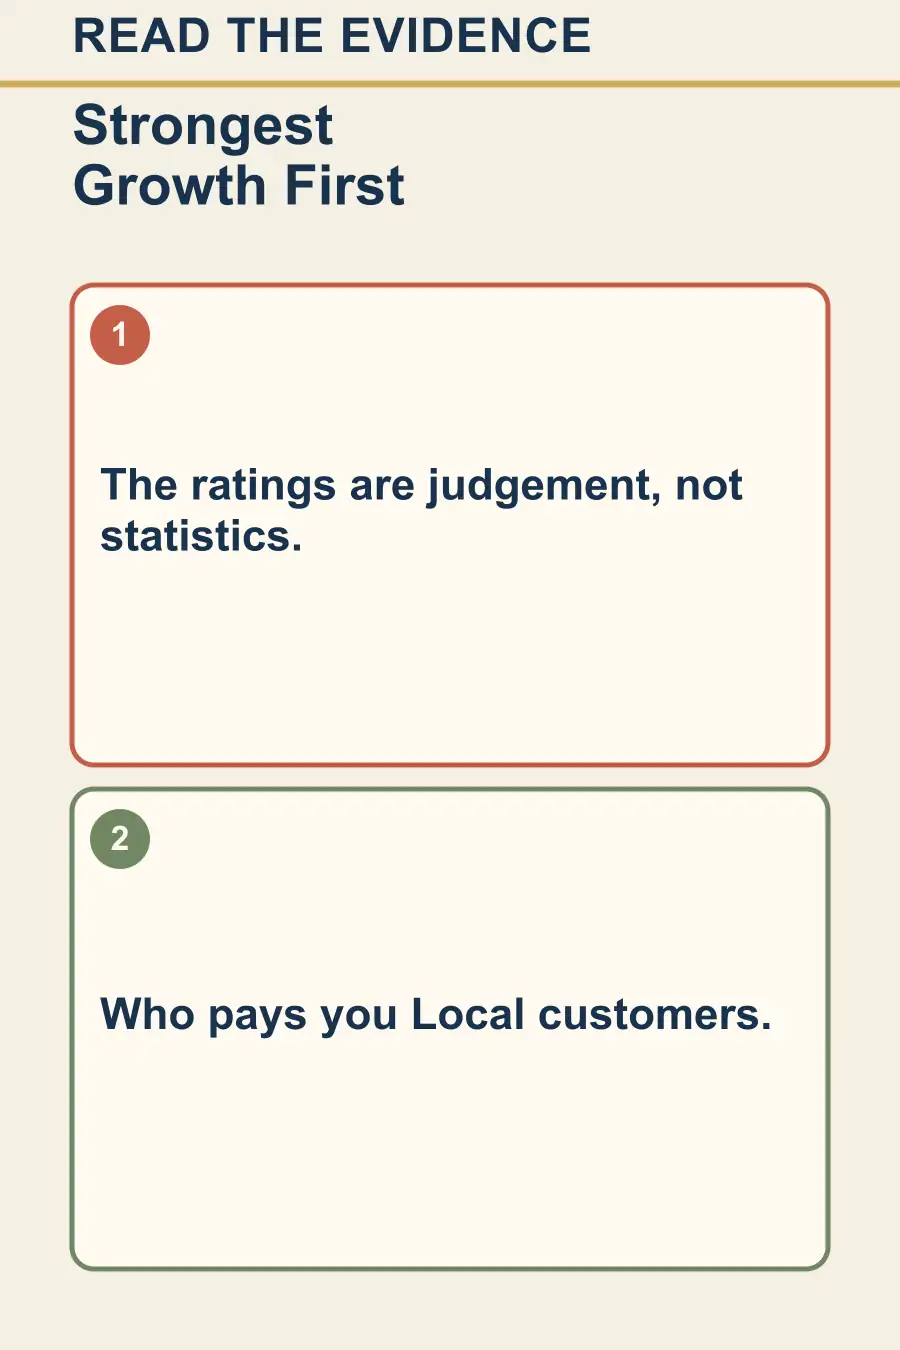 READ THE EVIDENCE
Strongest
Growth First
1
The ratings are judgement, not
statistics.
2
Who pays you Local customers.